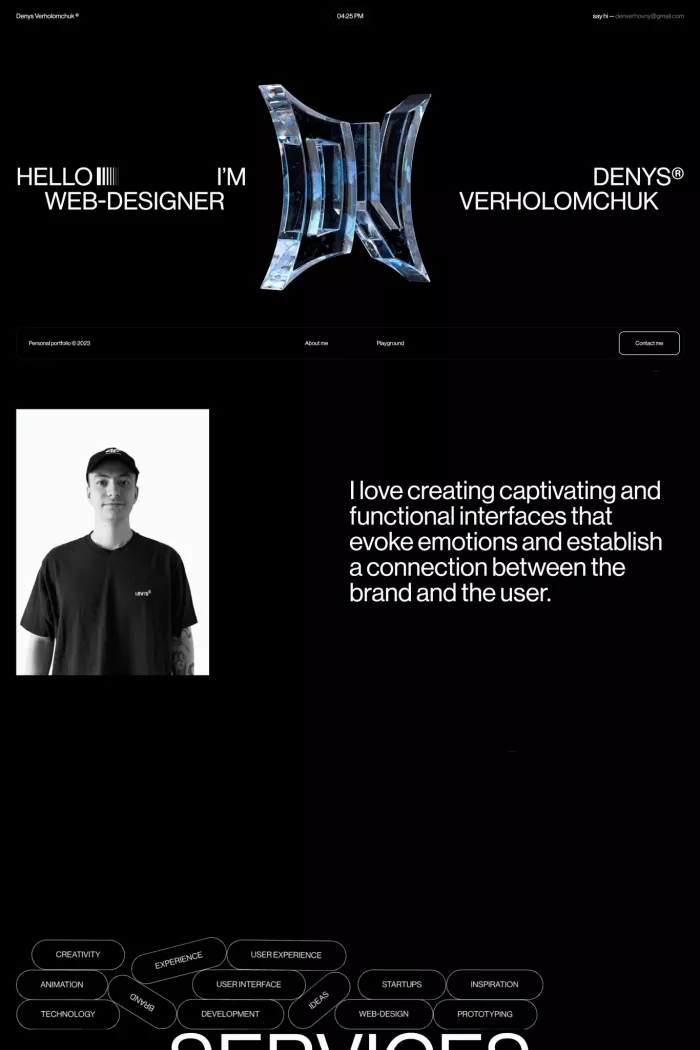 Denys Verholomchuk ®
04:25 PM
say hi — denverhovny@gmail.com
HELLO I'M
WEB-DESIGNER
DENYS®
VERHOLOMCHUK
Personal portfolio © 2023
About me
Playground
Contact me
I love creating captivating and
functional interfaces that
evoke emotions and establish
a connection between the
brand and the user.
LEVI'S®
CREATIVITY
EXPERIENCE
USER EXPERIENCE
ANIMATION
BRAND
USER INTERFACE
IDEAS
STARTUPS
INSPIRATION
TECHNOLOGY
DEVELOPMENT
WEB-DESIGN
PROTOTYPING
SERVICES